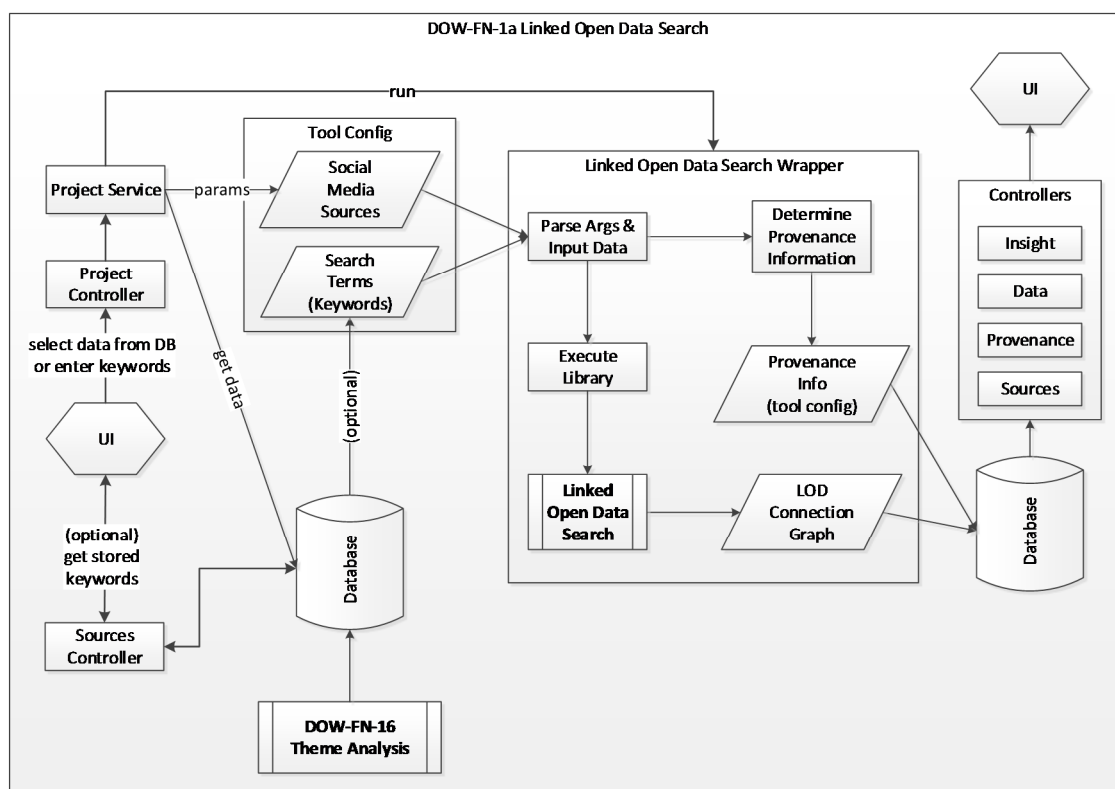 DOW-FN-1a Linked Open Data Search
run
UI
Tool Config
Project Service
params
Social
Media
Sources
Linked Open Data Search Wrapper
Controllers
Parse Args &
Input Data
Determine
Provenance
Information
Insight
Project
Controller
Search
Terms
(Keywords)
Data
select data from DB
or enter keywords
get data
(optional)
Execute
Library
Provenance
Info
(tool config)
Provenance
Sources
UI
(optional)
get stored
keywords
Database
Linked
Open Data
Search
LOD
Connection
Graph
Database
Sources
Controller
DOW-FN-16
Theme Analysis